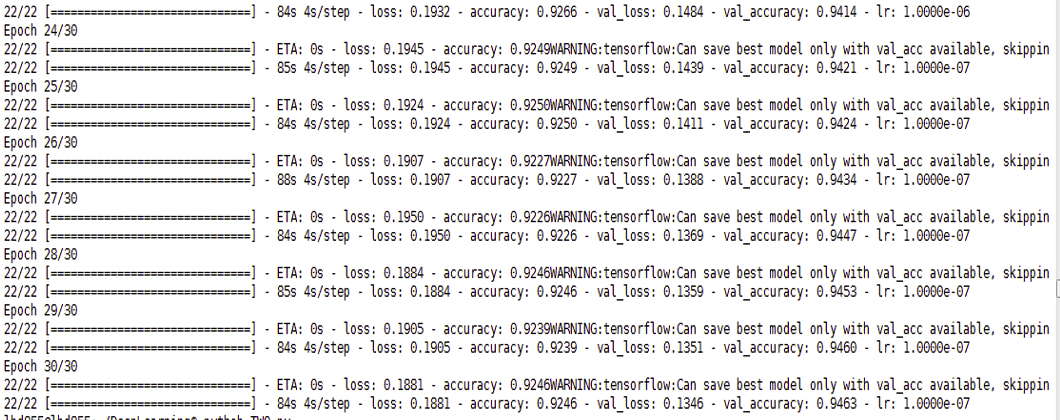 22/22 [==============================] - 84s 4s/step - loss: 0.1932 - accuracy: 0.9266 - val_loss: 0.1484 - val_accuracy: 0.9414 - lr: 1.0000e-06
Epoch 24/30
22/22 [==============================] - ETA: 0s - loss: 0.1945 - accuracy: 0.9249WARNING:tensorflow:Can save best model only with val_acc available, skippin
22/22 [==============================] - 85s 4s/step - loss: 0.1945 - accuracy: 0.9249 - val_loss: 0.1439 - val_accuracy: 0.9421 - lr: 1.0000e-07
Epoch 25/30
22/22 [==============================] - ETA: 0s - loss: 0.1924 - accuracy: 0.9250WARNING:tensorflow:Can save best model only with val_acc available, skippin
22/22 [==============================] - 84s 4s/step - loss: 0.1924 - accuracy: 0.9250 - val_loss: 0.1411 - val_accuracy: 0.9424 - lr: 1.0000e-07
Epoch 26/30
22/22 [==============================] - ETA: 0s - loss: 0.1907 - accuracy: 0.9227WARNING:tensorflow:Can save best model only with val_acc available, skippin
22/22 [==============================] - 88s 4s/step - loss: 0.1907 - accuracy: 0.9227 - val_loss: 0.1388 - val_accuracy: 0.9434 - lr: 1.0000e-07
Epoch 27/30
22/22 [==============================] - ETA: 0s - loss: 0.1950 - accuracy: 0.9226WARNING:tensorflow:Can save best model only with val_acc available, skippin
22/22 [==============================] - 84s 4s/step - loss: 0.1950 - accuracy: 0.9226 - val_loss: 0.1369 - val_accuracy: 0.9447 - lr: 1.0000e-07
Epoch 28/30
22/22 [==============================] - ETA: 0s - loss: 0.1884 - accuracy: 0.9246WARNING:tensorflow:Can save best model only with val_acc available, skippin
22/22 [==============================] - 85s 4s/step - loss: 0.1884 - accuracy: 0.9246 - val_loss: 0.1359 - val_accuracy: 0.9453 - lr: 1.0000e-07
Epoch 29/30
22/22 [==============================] - ETA: 0s - loss: 0.1905 - accuracy: 0.9239WARNING:tensorflow:Can save best model only with val_acc available, skippin
22/22 [==============================] - 84s 4s/step - loss: 0.1905 - accuracy: 0.9239 - val_loss: 0.1351 - val_accuracy: 0.9460 - lr: 1.0000e-07
Epoch 30/30
22/22 [==============================] - ETA: 0s - loss: 0.1881 - accuracy: 0.9246WARNING:tensorflow:Can save best model only with val_acc available, skippin
22/22 [==============================] - 84s 4s/step - loss: 0.1881 - accuracy: 0.9246 - val_loss: 0.1346 - val_accuracy: 0.9463 - lr: 1.0000e-07